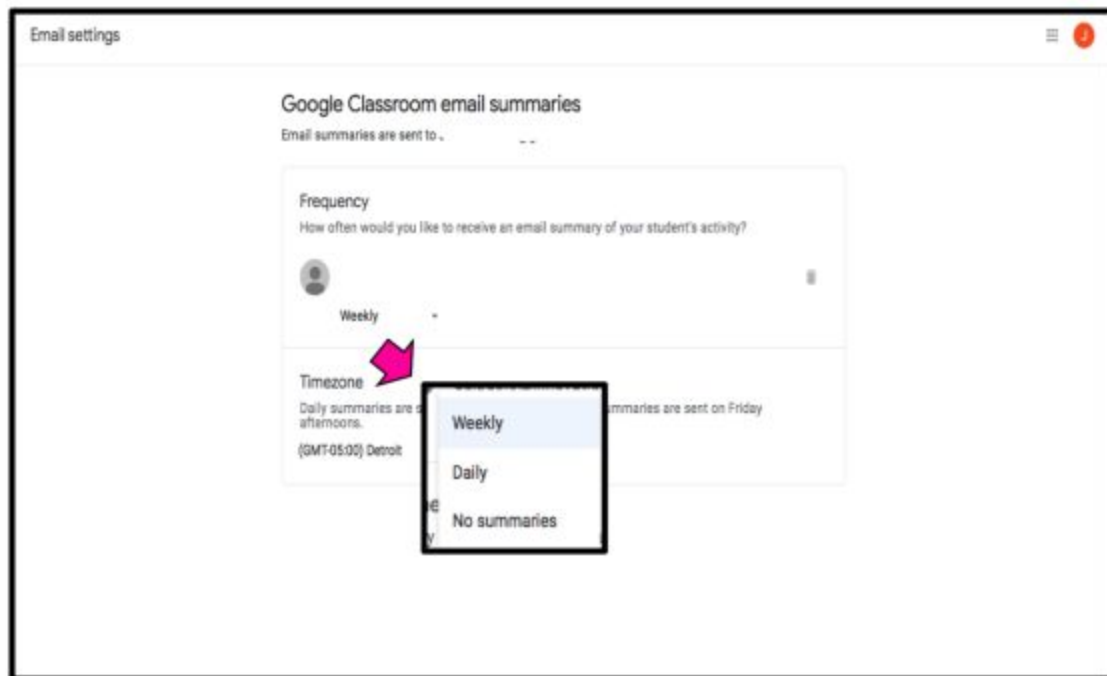 Email settings
J
Google Classroom email summaries
Email summaries are sent to
Frequency
How often would you like to receive an email summary of your student's activity?
Weekly
Timezone
Daily summaries are
summaries are sent on Friday
afternoons.
(GMT-05:00) Detroit
Weekly
Daily
No summaries